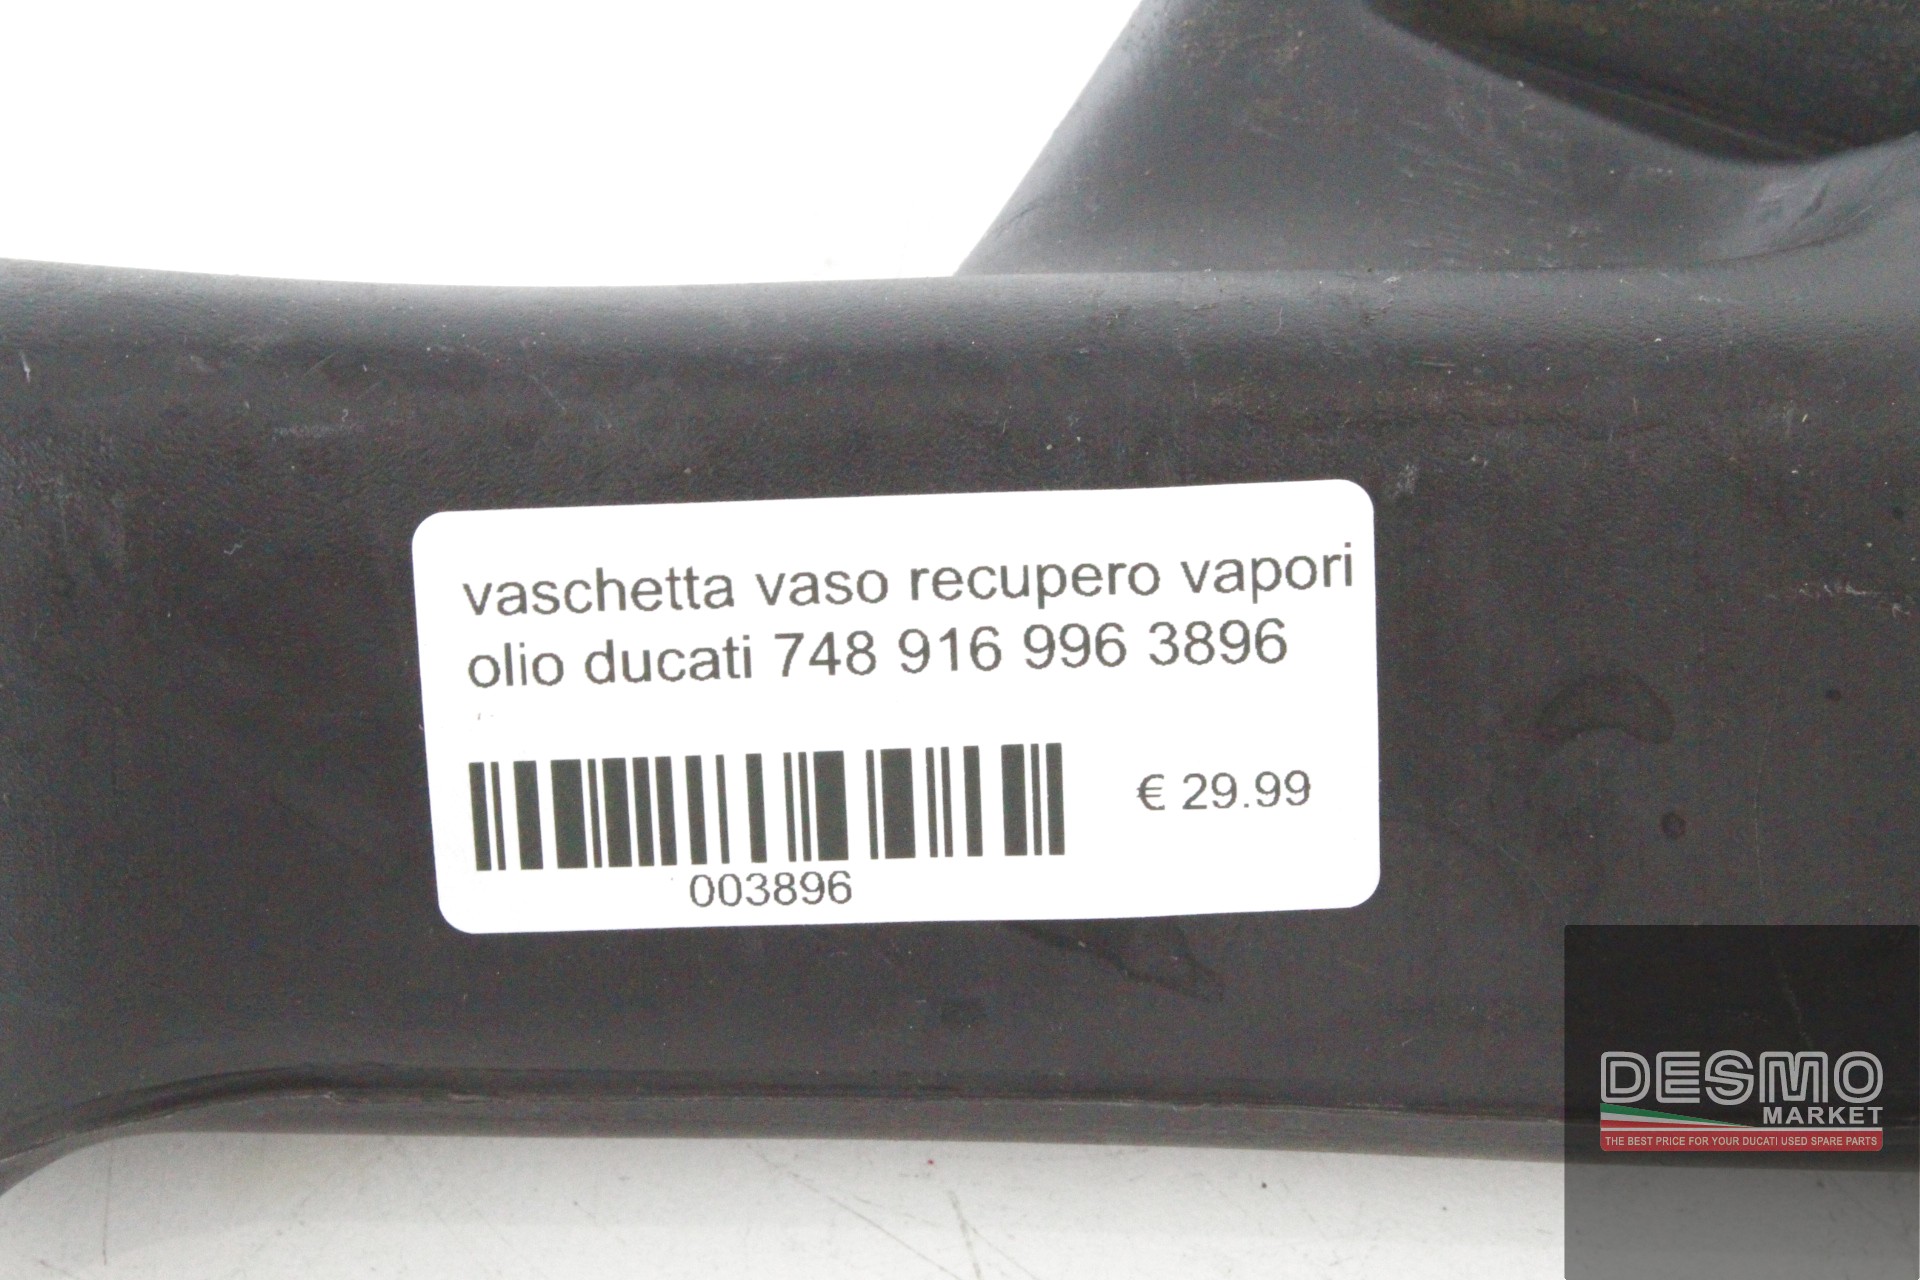 vaschetta vaso recupero vapori
olio ducati 748 916 996 3896
€ 29.99
003896
DESMO
MARKET
THE BEST PRICE FOR YOUR DUCATI USED SPARE PARTS